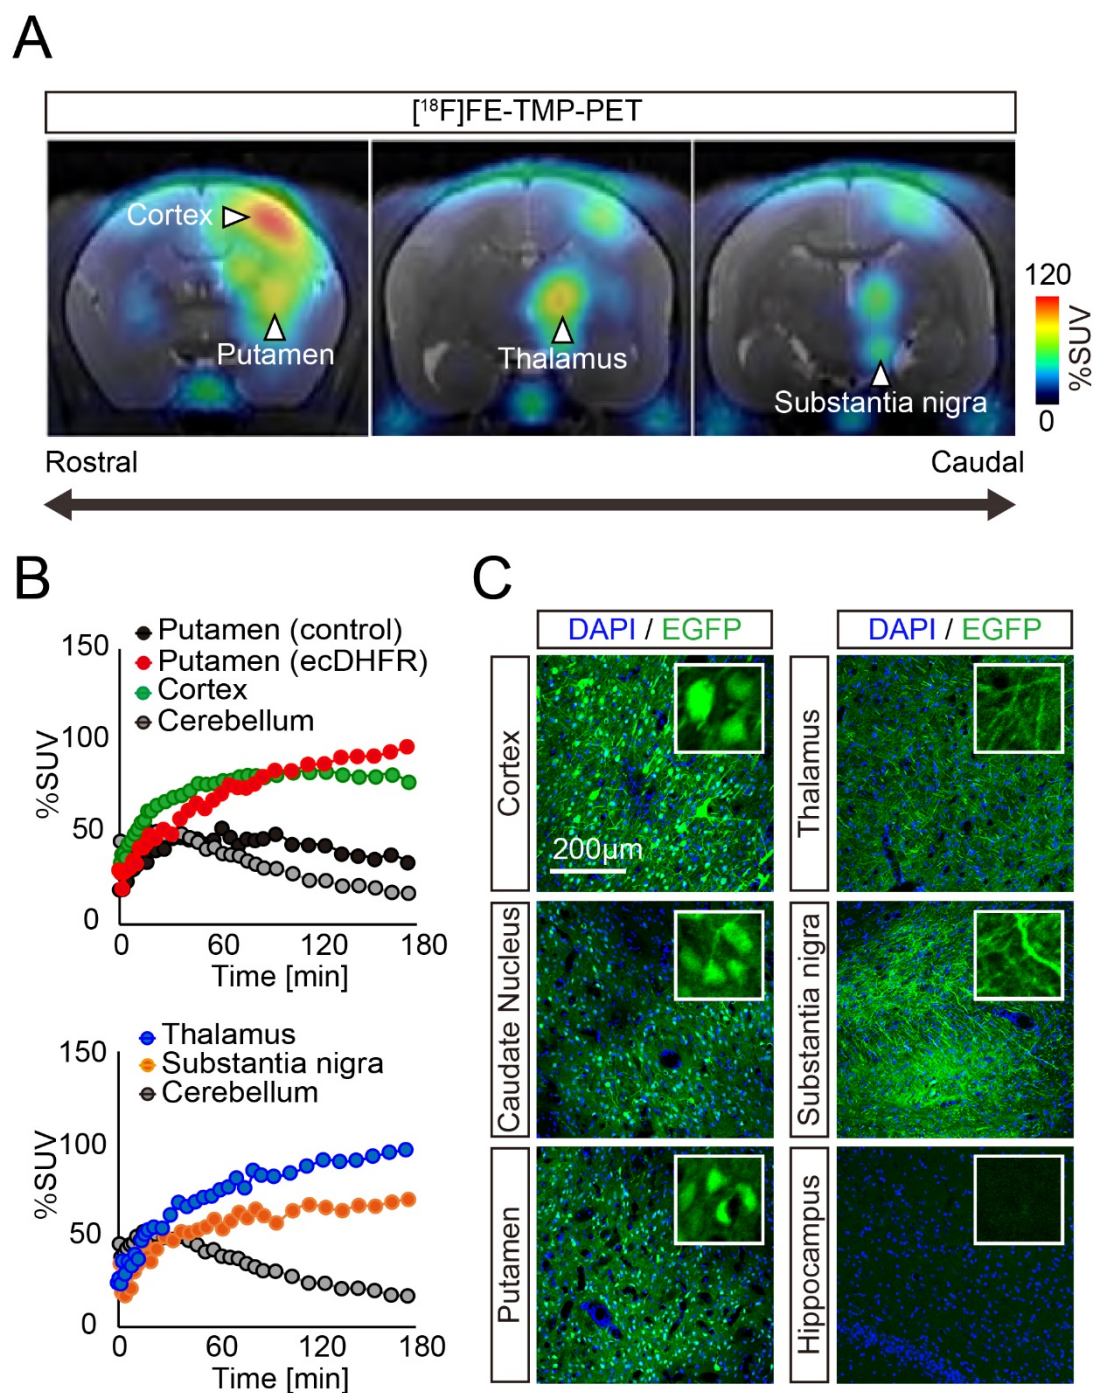 A
[¹⁸F]FE-TMP-PET
Cortex
Putamen
Thalamus
Substantia nigra
120
0
%SUV
Rostral
Caudal
B
150
100
50
0
%SUV
Putamen (control)
Putamen (ecDHFR)
Cortex
Cerebellum
0
60
120
180
Time [min]
150
100
50
0
%SUV
Thalamus
Substantia nigra
Cerebellum
0
60
120
180
Time [min]
C
DAPI / EGFP
DAPI / EGFP
Cortex
200μm
Thalamus
Caudate Nucleus
Substantia nigra
Putamen
Hippocampus